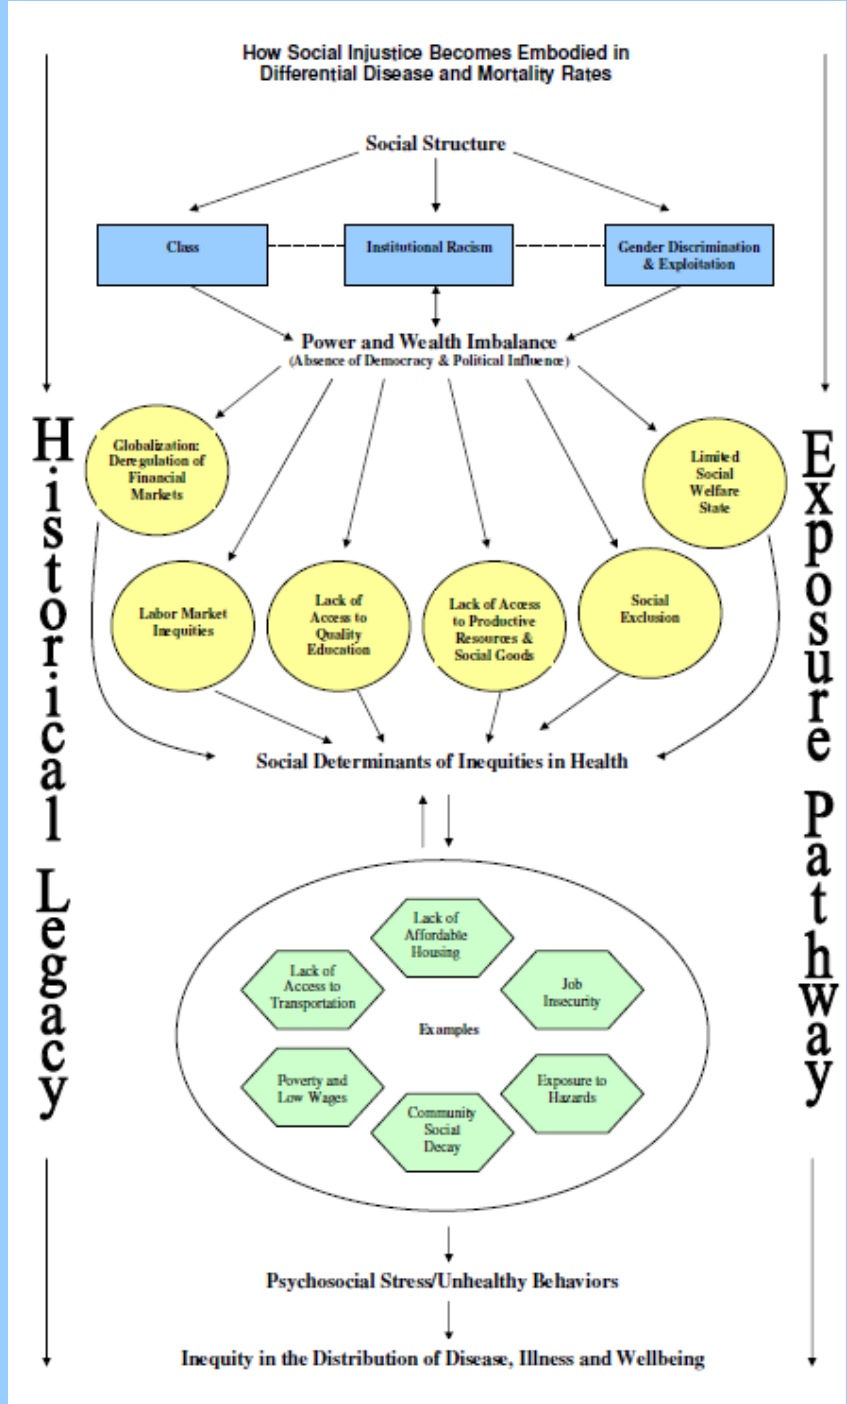 How Social Injustice Becomes Embodied in
Differential Disease and Mortality Rates
Social Structure
Class
Institutional Racism
Gender Discrimination
& Exploitation
Power and Wealth Imbalance
(Absence of Democracy & Political Influence)
Globalization:
Deregulation of
Financial
Markets
Limited
Social
Welfare
State
Labor Market
Inequities
Lack of
Access to
Quality
Education
Lack of Access
to Productive
Resources &
Social Goods
Social
Exclusion
Social Determinants of Inequities in Health
Lack of
Affordable
Housing
Lack of
Access to
Transportation
Job
Insecurity
Examples
Poverty and
Low Wages
Exposure to
Hazards
Community
Social
Decay
Psychosocial Stress/Unhealthy Behaviors
Inequity in the Distribution of Disease, Illness and Wellbeing
Historical Legacy
Exposure Pathway